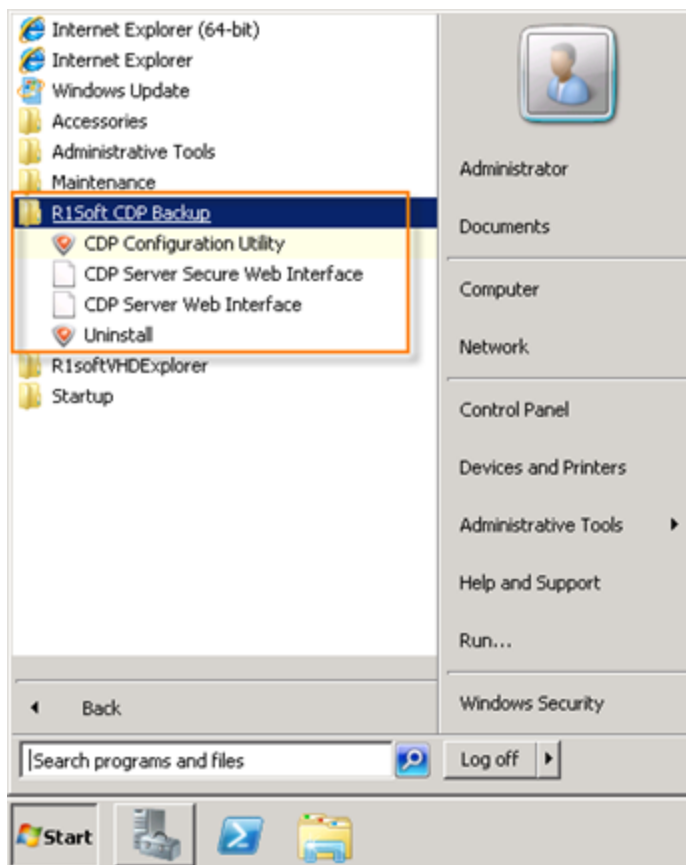 Internet Explorer (64-bit)
Internet Explorer
Windows Update
Accessories
Administrative Tools
Maintenance
R1Soft CDP Backup
CDP Configuration Utility
CDP Server Secure Web Interface
CDP Server Web Interface
Uninstall
R1softVHDExplorer
Startup
Back
Search programs and files
Administrator
Documents
Computer
Network
Control Panel
Devices and Printers
Administrative Tools
Help and Support
Run...
Windows Security
Log off
Start